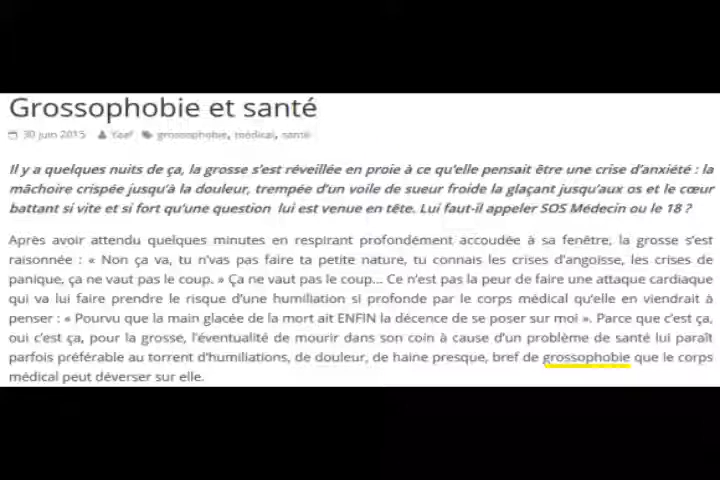 Grossophobie et santé
30 juin 2015 Yaef grossophobie, médical, santé
Il y a quelques nuits de ça, la grosse s'est réveillée en proie à ce qu'elle pensait être une crise d'anxiété : la
mâchoire crispée jusqu'à la douleur, trempée d'un voile de sueur froide la glaçant jusqu'aux os et le cœur
battant si vite et si fort qu'une question lui est venue en tête. Lui faut-il appeler SOS Médecin ou le 18 ?
Après avoir attendu quelques minutes en respirant profondément accoudée à sa fenêtre, la grosse s'est
raisonnée : « Non ça va, tu n'vas pas faire ta petite nature, tu connais les crises d'angoisse, les crises de
panique, ça ne vaut pas le coup. » Ça ne vaut pas le coup... Ce n'est pas la peur de faire une attaque cardiaque
qui va lui faire prendre le risque d'une humiliation si profonde par le corps médical qu'elle en viendrait à
penser : « Pourvu que la main glacée de la mort ait ENFIN la décence de se poser sur moi ». Parce que c'est ça,
oui c'est ça, pour la grosse, l'éventualité de mourir dans son coin à cause d'un problème de santé lui paraît
parfois préférable au torrent d'humiliations, de douleur, de haine presque, bref de grossophobie que le corps
médical peut déverser sur elle.